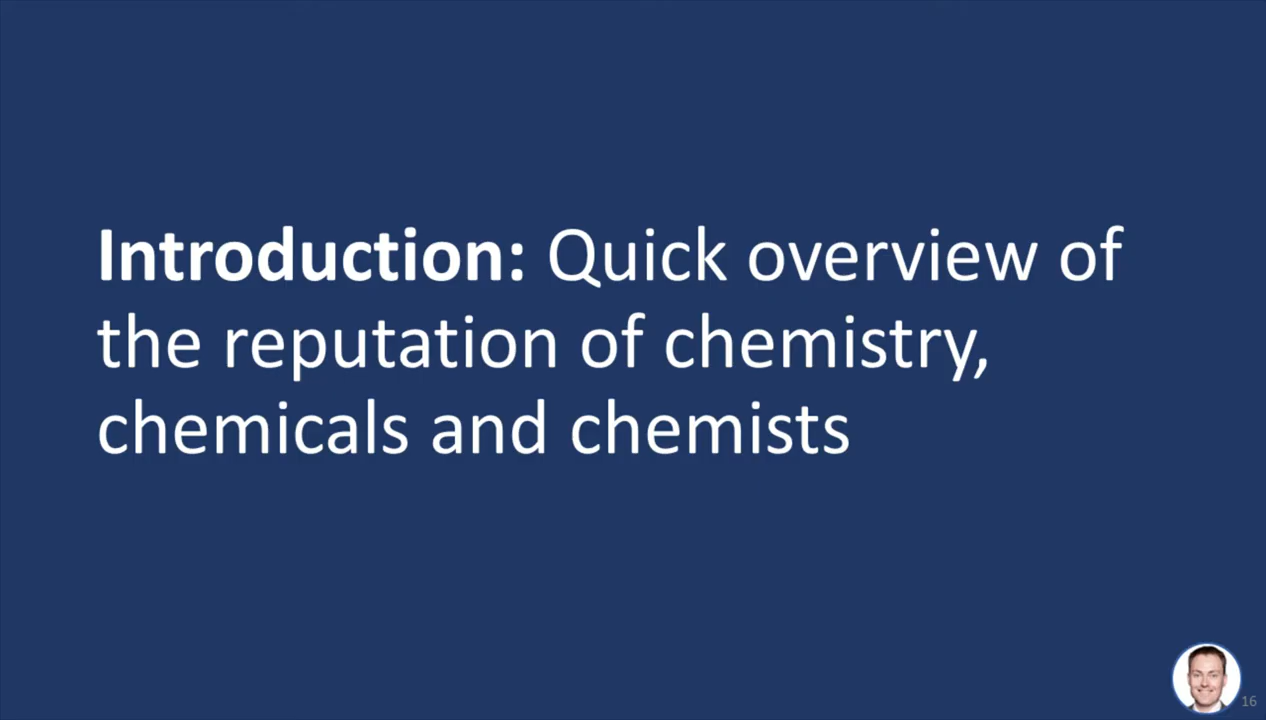 Introduction: Quick overview of
the reputation of chemistry,
chemicals and chemists
16